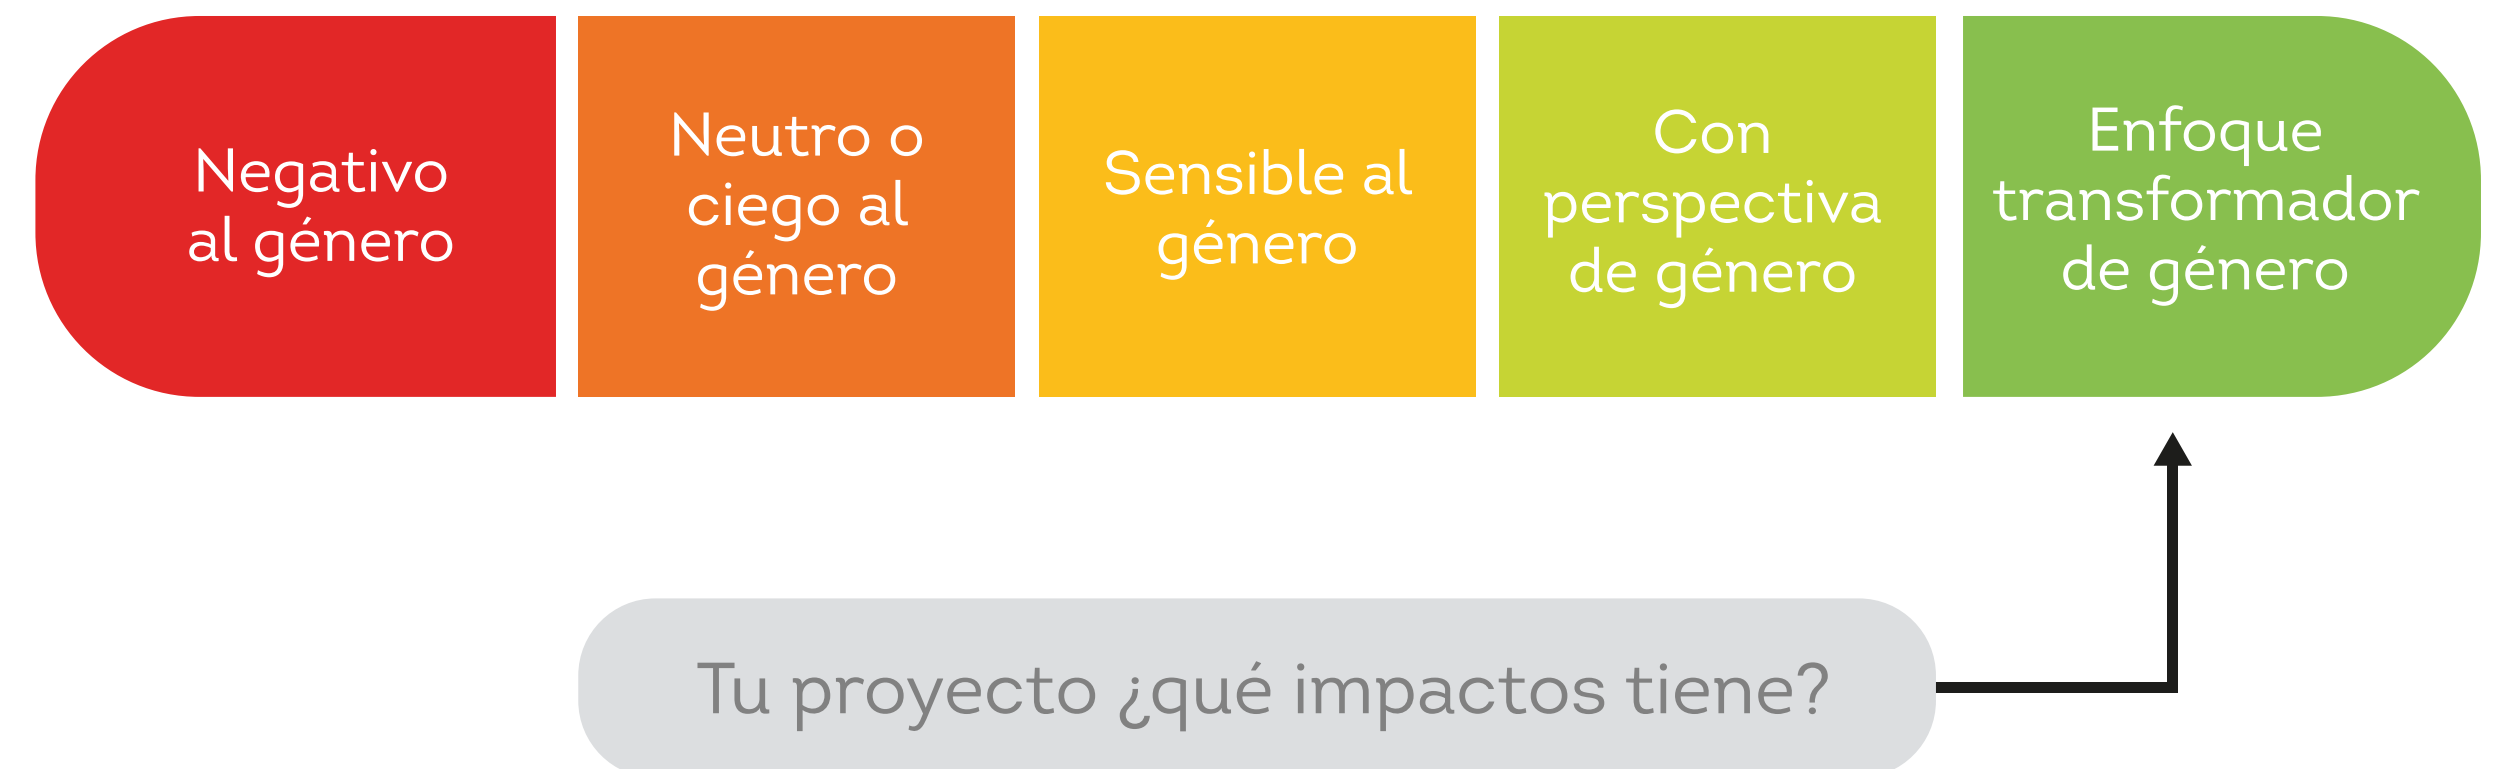 Negativo
al género
Neutro o
ciego al
género
Sensible al
género
Con
perspectiva
de género
Enfoque
transformador
de género
Tu proyecto ¿qué impactos tiene?